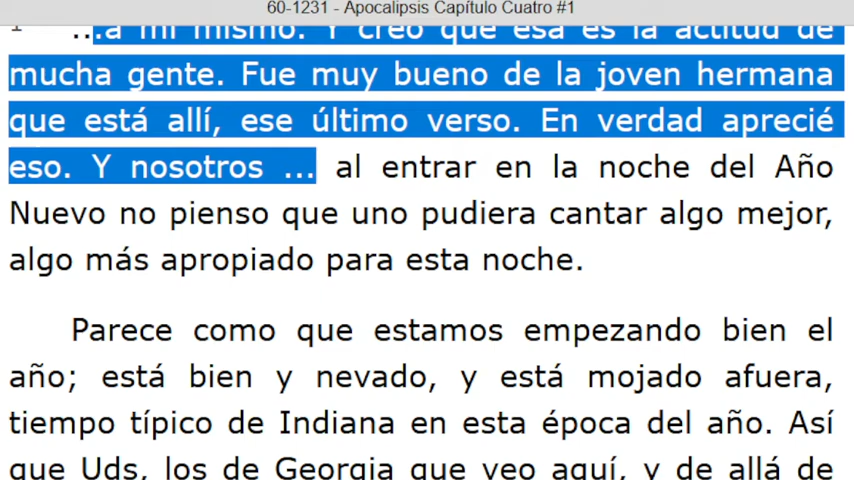 60-1231 - Apocalipsis Capítulo Cuatro #1
1 ...a mí mismo. Y creo que esa es la actitud de
mucha gente. Fue muy bueno de la joven hermana
que está allí, ese último verso. En verdad aprecié
eso. Y nosotros ... al entrar en la noche del Año
Nuevo no pienso que uno pudiera cantar algo mejor,
algo más apropiado para esta noche.
Parece como que estamos empezando bien el
año; está bien y nevado, y está mojado afuera,
tiempo típico de Indiana en esta época del año. Así
que Uds. los de Georgia que veo aquí, y de allá de